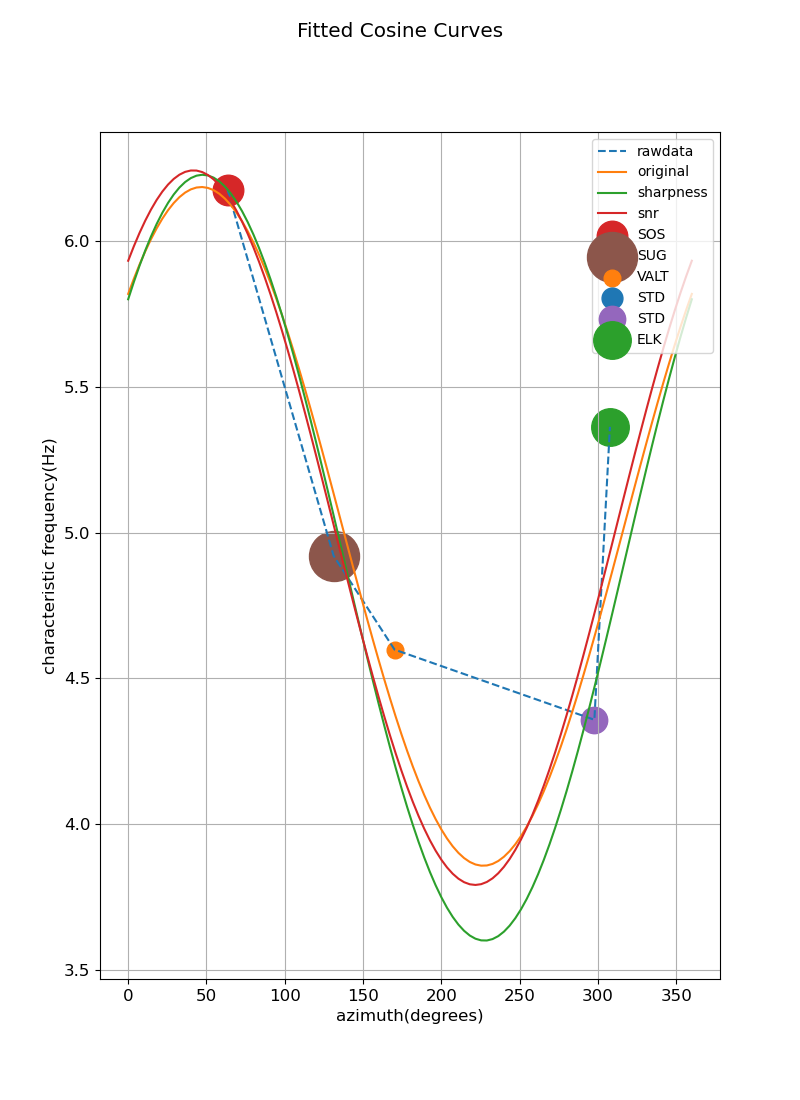 Fitted Cosine Curves
rawdata
original
sharpness
snr
SOS
SUG
VALT
STD
STD
ELK
characteristic frequency(Hz)
6.0
5.5
5.0
4.5
4.0
3.5
0 50 100 150 200 250 300 350
azimuth(degrees)